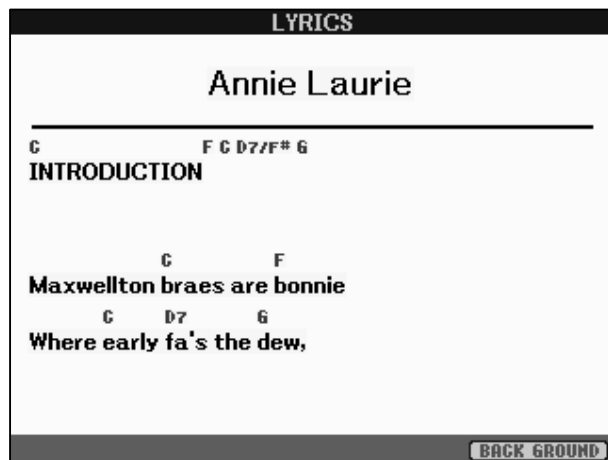 LYRICS
Annie Laurie
C F C D7/F# G
INTRODUCTION
C F
Maxwellton braes are bonnie
C D7 G
Where early fa's the dew,
BACK GROUND